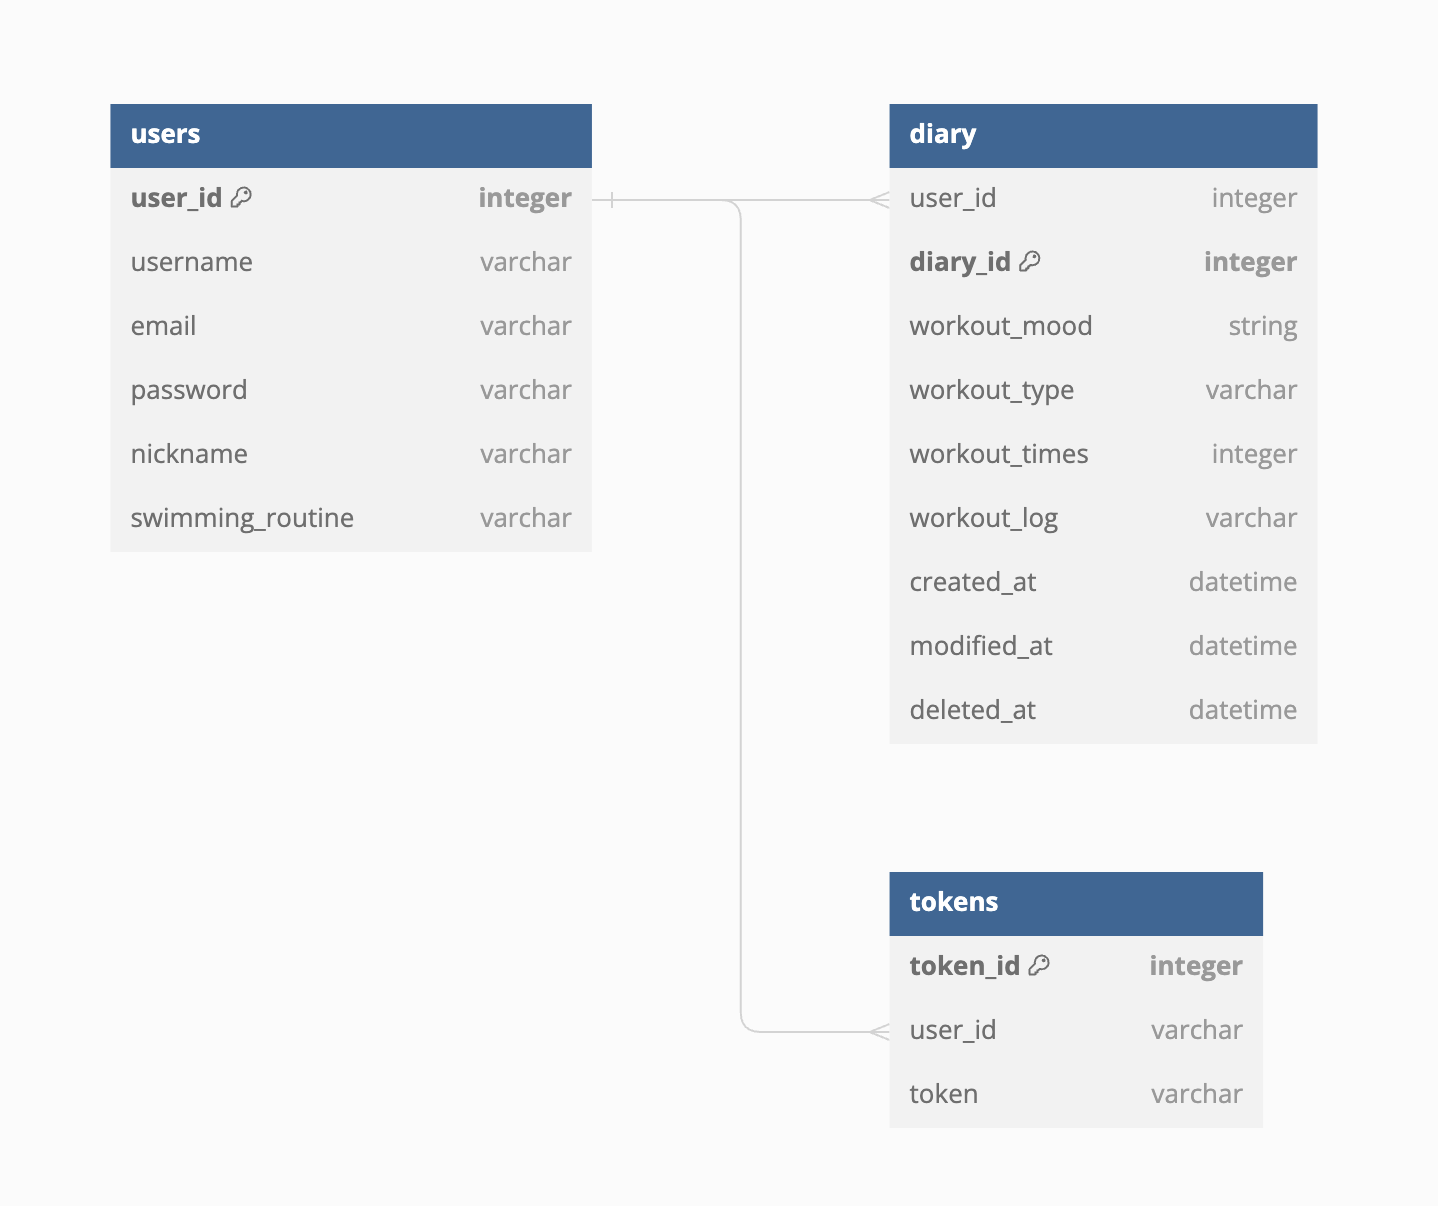 users
user_id integer
username varchar
email varchar
password varchar
nickname varchar
swimming_routine varchar
diary
user_id integer
diary_id integer
workout_mood string
workout_type varchar
workout_times integer
workout_log varchar
created_at datetime
modified_at datetime
deleted_at datetime
tokens
token_id integer
user_id varchar
token varchar